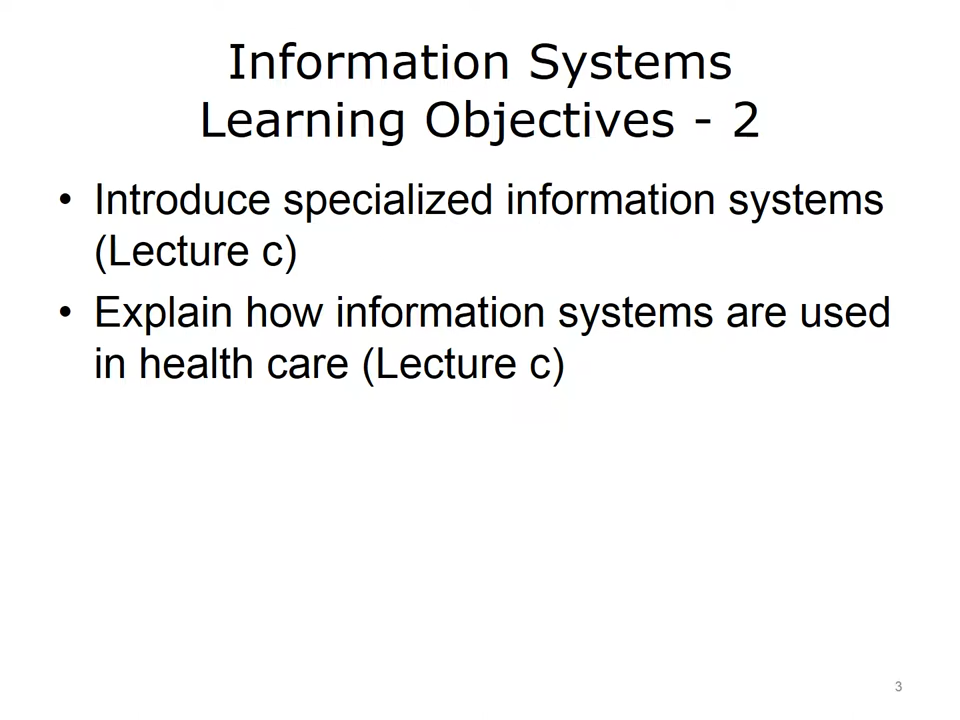 Information Systems
Learning Objectives - 2
• Introduce specialized information systems
(Lecture c)
• Explain how information systems are used
in health care (Lecture c)
3